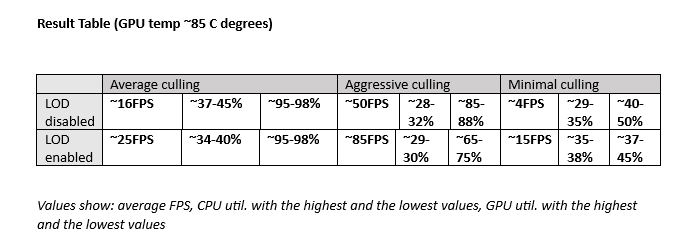 Result Table (GPU temp ~85 C degrees)
Average culling Aggressive culling Minimal culling
LOD disabled ~16FPS ~37-45% ~95-98% ~50FPS ~28-32% ~85-88% ~4FPS ~29-35% ~40-50%
LOD enabled ~25FPS ~34-40% ~95-98% ~85FPS ~29-30% ~65-75% ~15FPS ~35-38% ~37-45%
Values show: average FPS, CPU util. with the highest and the lowest values, GPU util. with the highest
and the lowest values